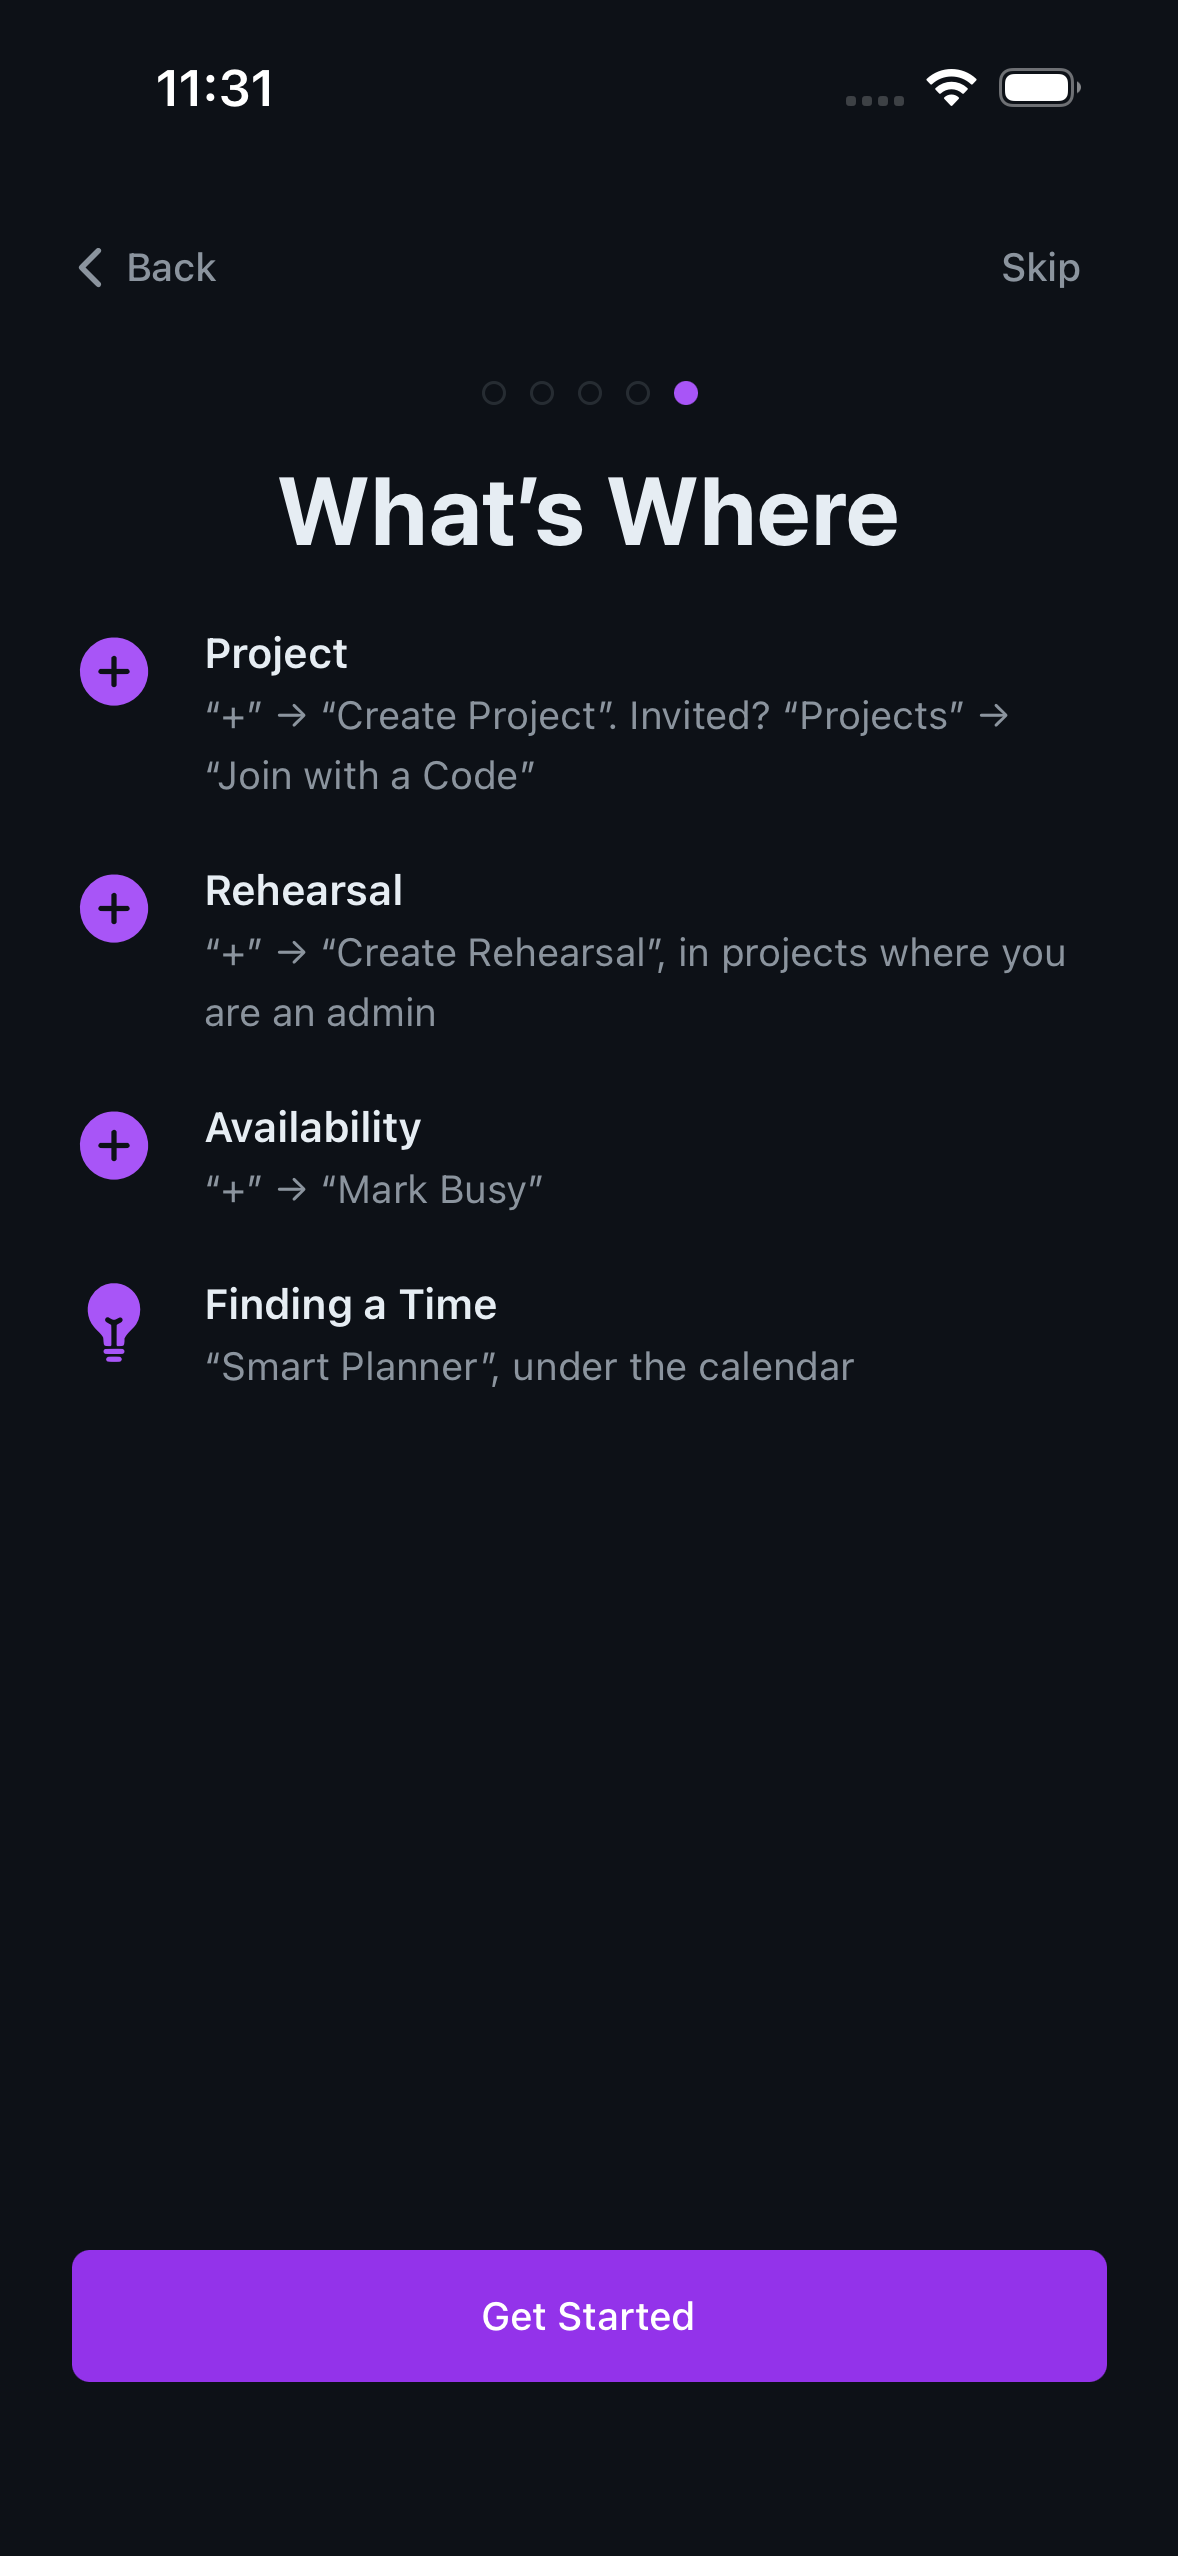 11:31
Back
Skip
What’s Where
Project
“+” → “Create Project”. Invited? “Projects” →
“Join with a Code”
Rehearsal
“+” → “Create Rehearsal”, in projects where you
are an admin
Availability
“+” → “Mark Busy”
Finding a Time
“Smart Planner”, under the calendar
Get Started